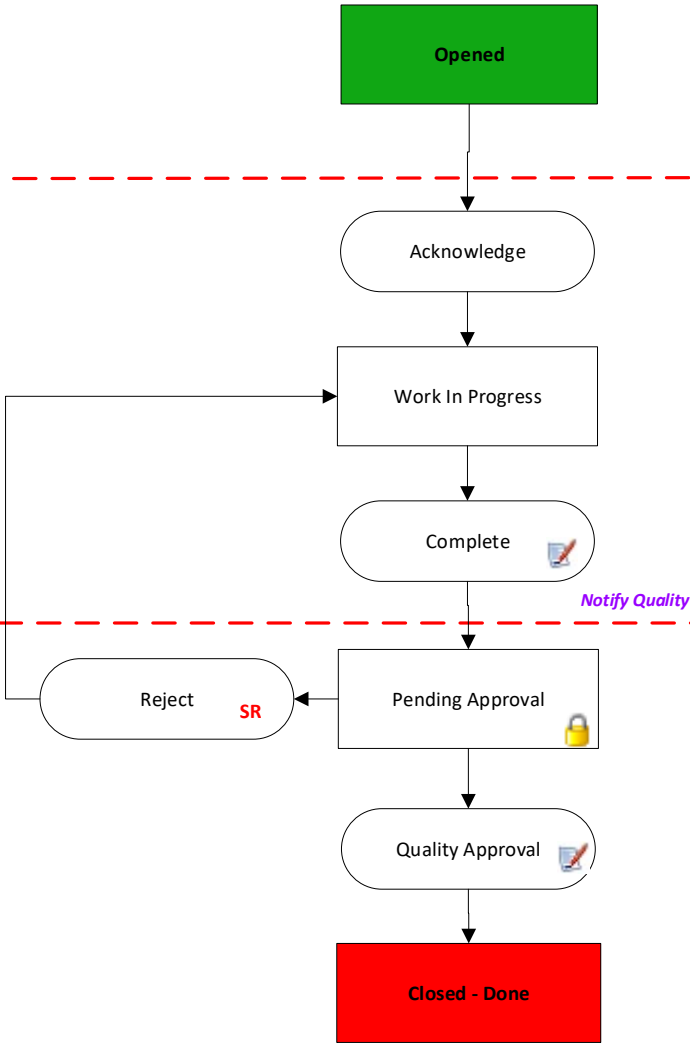 Opened
Acknowledge
Work In Progress
Complete
Notify Quality
Reject
SR
Pending Approval
Quality Approval
Closed - Done